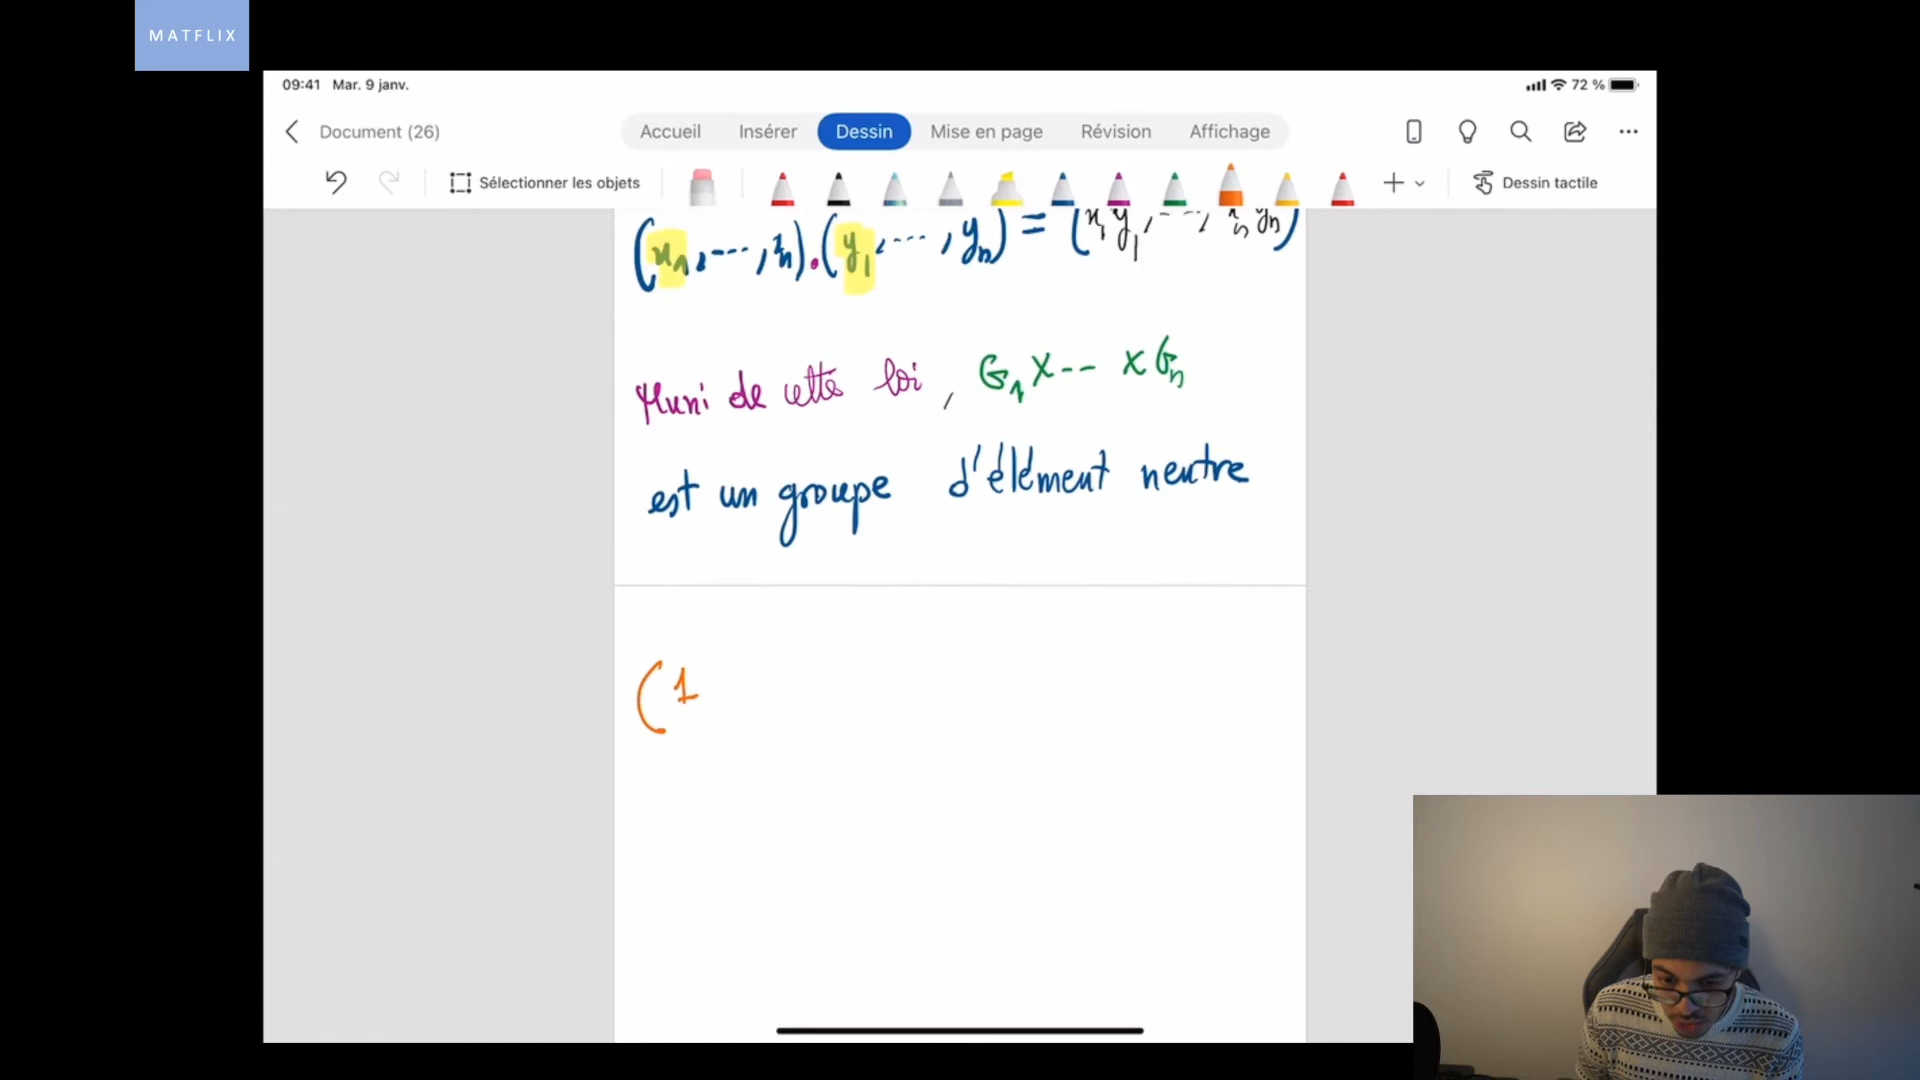 MATFLIX
09:41 Mar. 9 janv. 72 %
Document (26) Accueil Insérer Dessin Mise en page Révision Affichage
Sélectionner les objets Dessin tactile
(x₁, ---, xₙ).(y₁, ---, yₙ) = (x₁y₁, ---, xₙyₙ)
Muni de cette loi, G₁ X -- X Gₙ
est un groupe d'élément neutre
(1